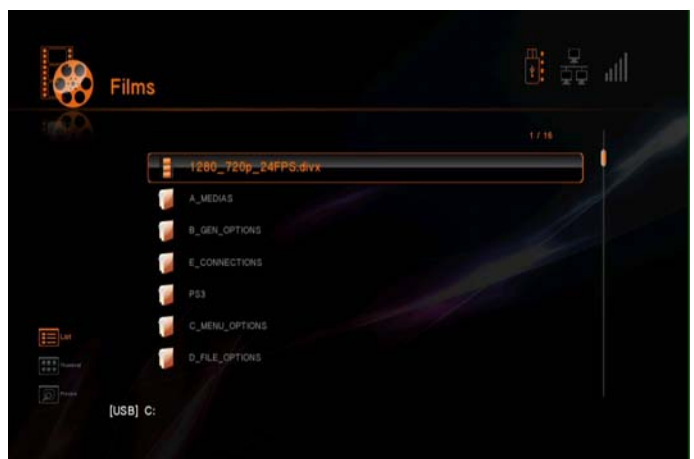 Films
1 / 16
1280_720p_24FPS.divx
A_MEDIAS
B_GEN_OPTIONS
E_CONNECTIONS
PS3
C_MENU_OPTIONS
D_FILE_OPTIONS
List
[USB] C: